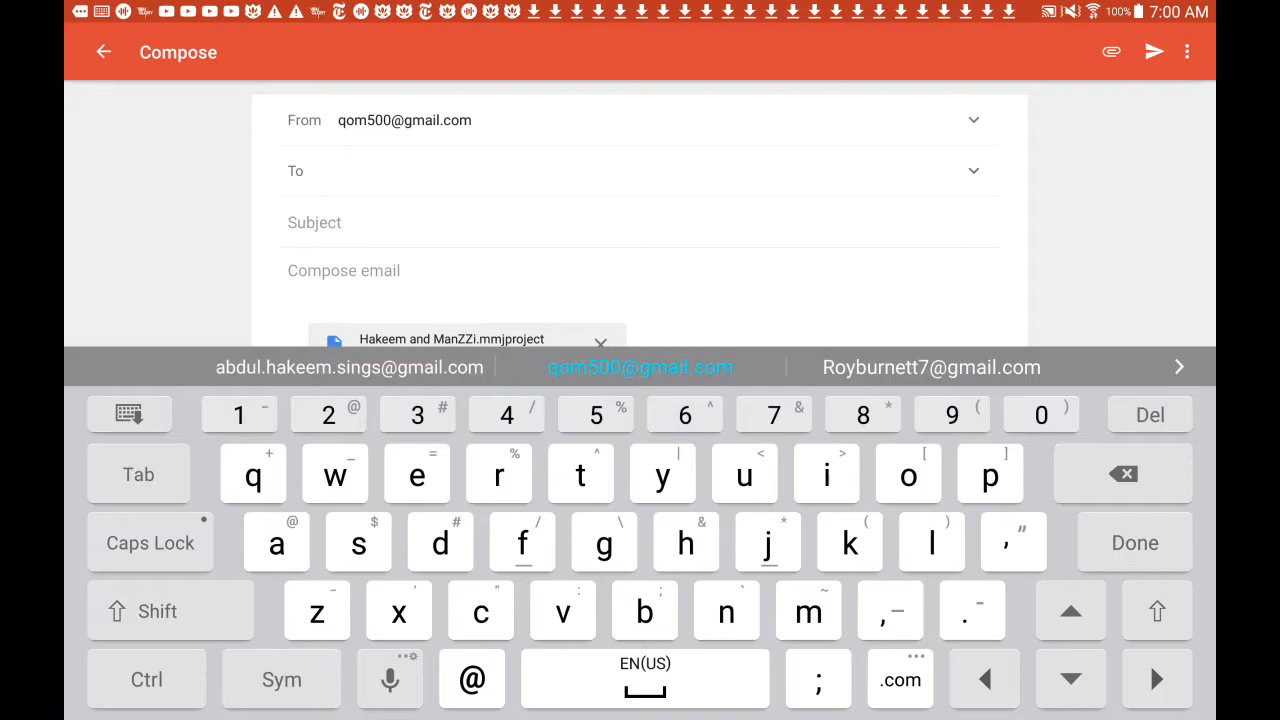 100% 7:00 AM
Compose
From qom500@gmail.com
To
Subject
Compose email
Hakeem and ManZZi.mmjproject
abdul.hakeem.sings@gmail.com qom500@gmail.com Royburnett7@gmail.com
1 - 2 @ 3 # 4 / 5 % 6 ^ 7 & 8 * 9 ( 0 ) Del
Tab q + w _ e = r % t ^ y | u < i > o [ p ]
Caps Lock a @ s $ d # f / g \ h & j * k ( l ) ' "
Shift z - x ' c " v : b ; n ` m ~ , – . -
Ctrl Sym @ EN(US) ; .com